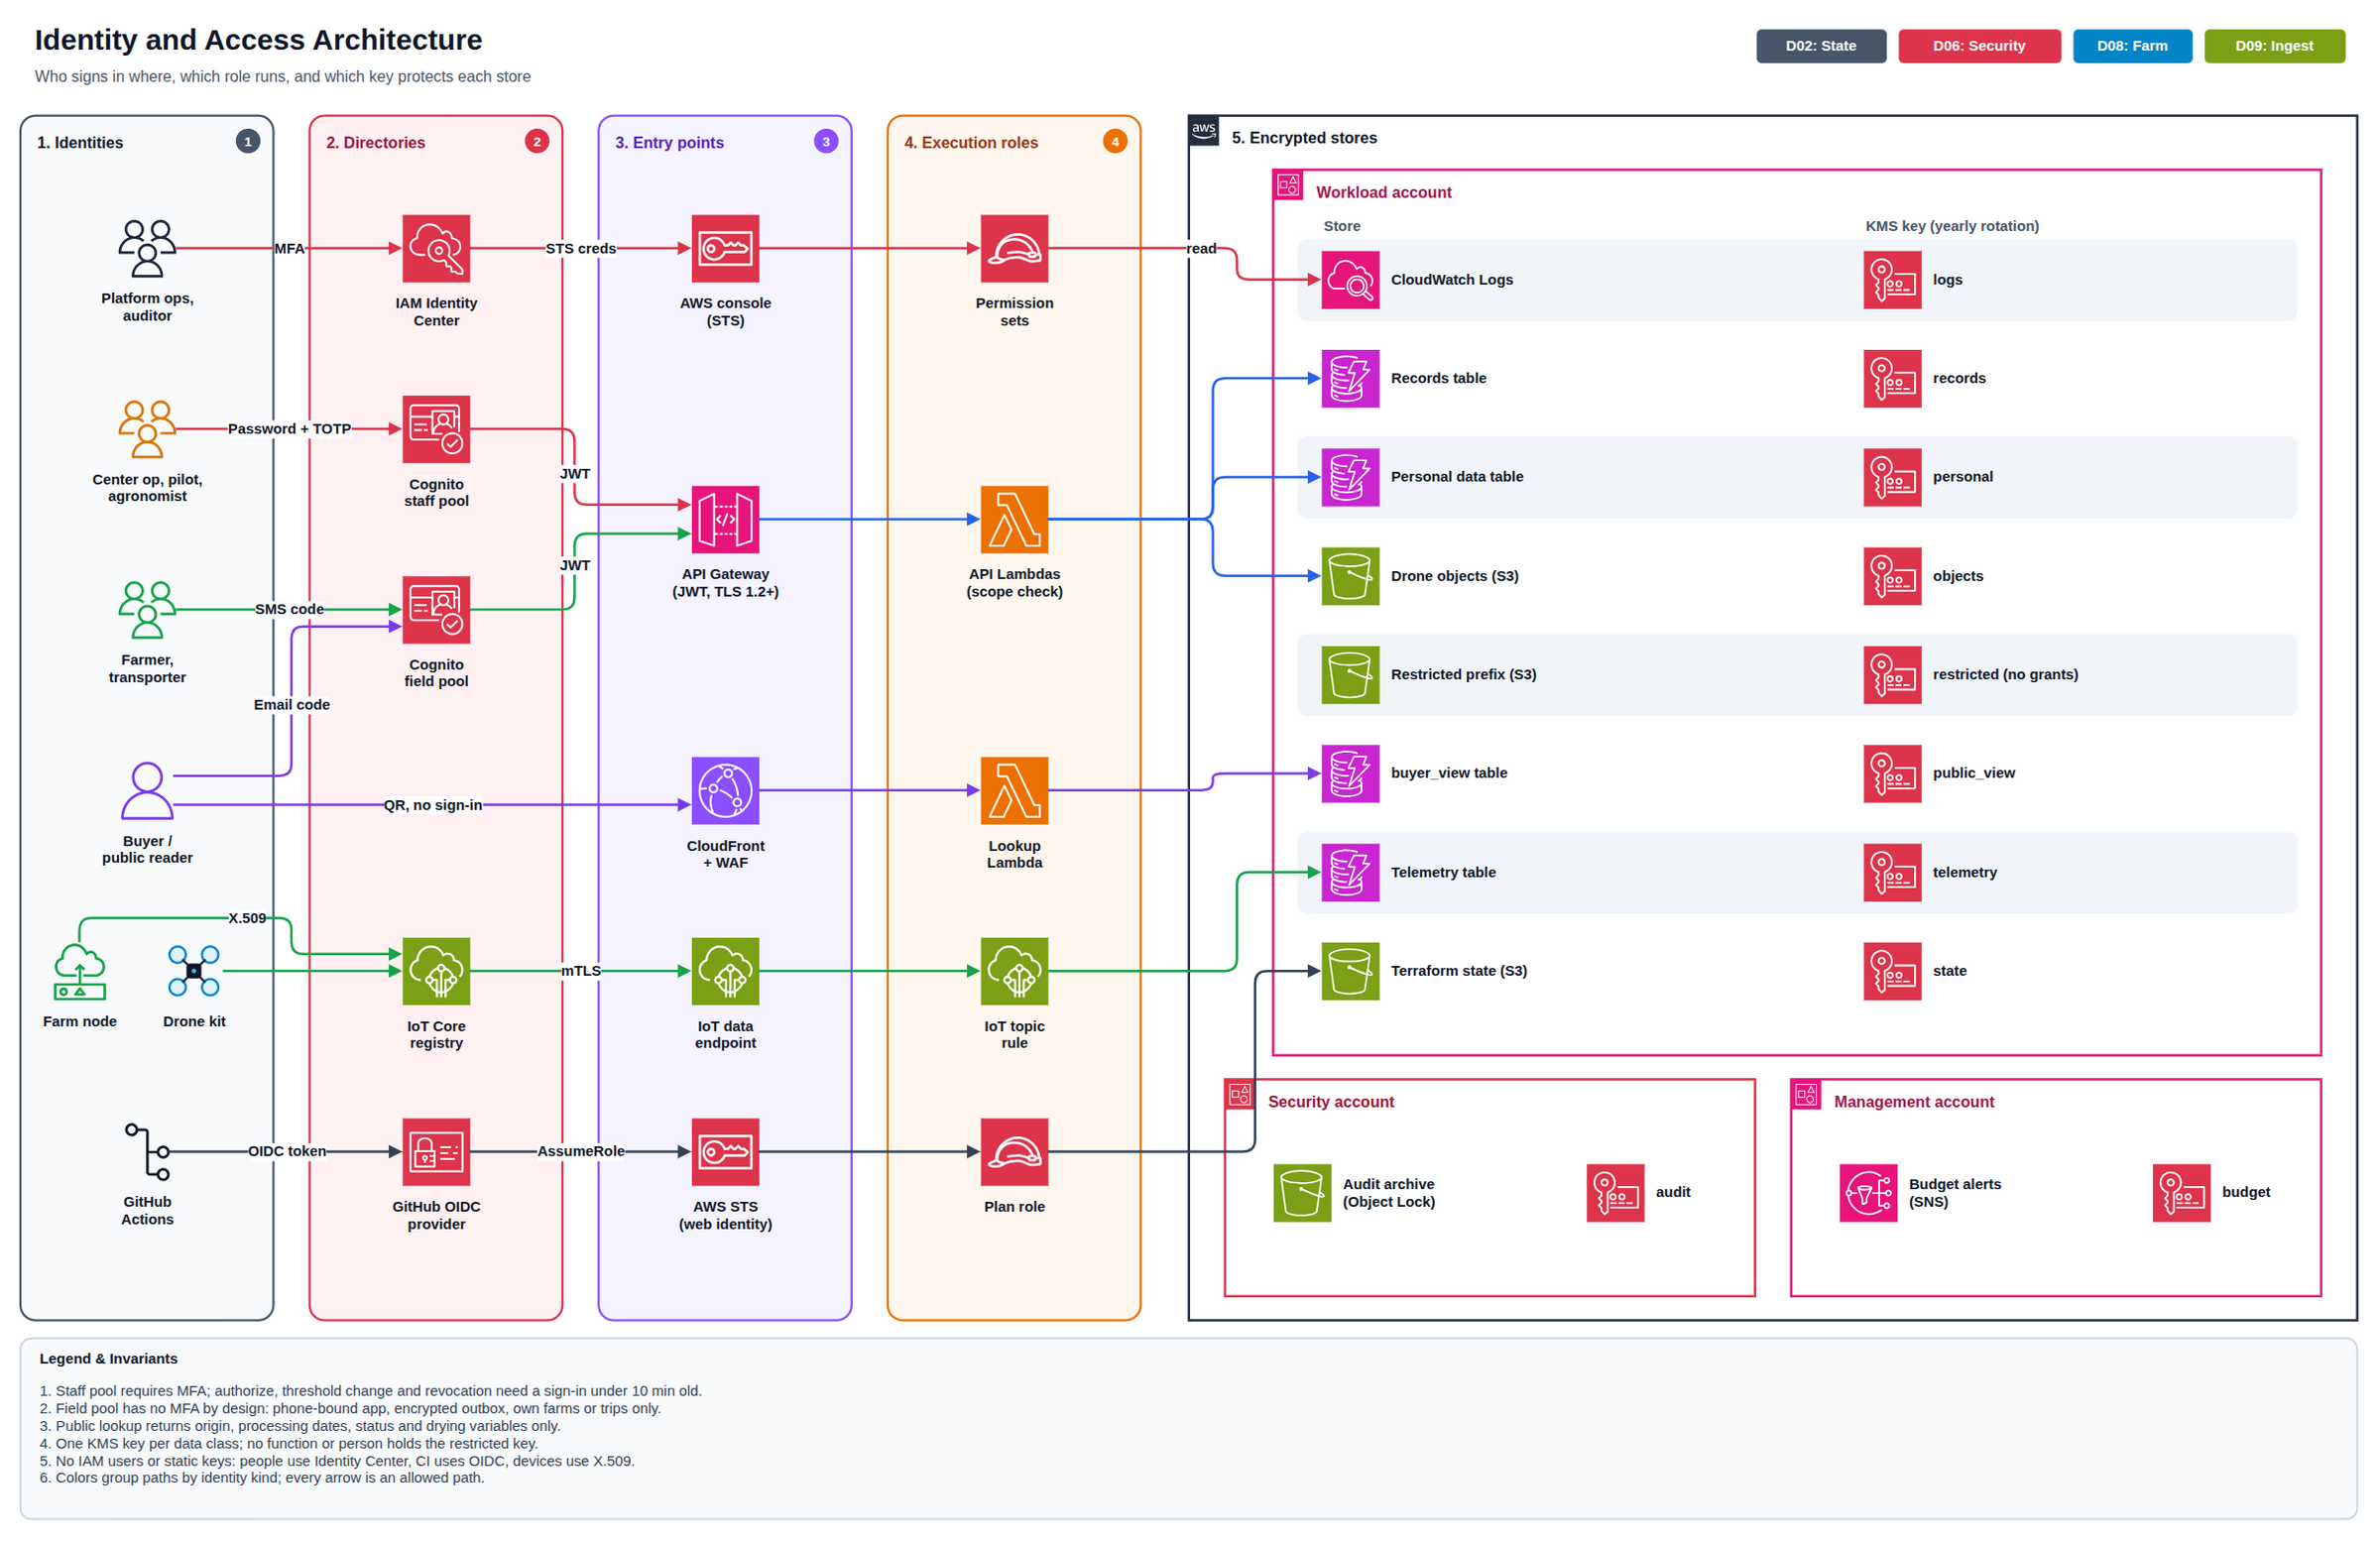 Identity and Access Architecture
Who signs in where, which role runs, and which key protects each store
D02: State
D06: Security
D08: Farm
D09: Ingest
1. Identities
1
2. Directories
2
3. Entry points
3
4. Execution roles
4
aws
5. Encrypted stores
Workload account
Store
KMS key (yearly rotation)
Platform ops,
auditor
MFA
IAM Identity
Center
STS creds
AWS console
(STS)
Permission
sets
read
CloudWatch Logs
logs
Records table
records
Center op, pilot,
agronomist
Password + TOTP
Cognito
staff pool
JWT
Personal data table
personal
API Gateway
(JWT, TLS 1.2+)
API Lambdas
(scope check)
JWT
Drone objects (S3)
objects
Farmer,
transporter
SMS code
Cognito
field pool
Email code
Restricted prefix (S3)
restricted (no grants)
Buyer /
public reader
QR, no sign-in
CloudFront
+ WAF
Lookup
Lambda
buyer_view table
public_view
Telemetry table
telemetry
X.509
Farm node
Drone kit
IoT Core
registry
mTLS
IoT data
endpoint
IoT topic
rule
Terraform state (S3)
state
GitHub
Actions
OIDC token
GitHub OIDC
provider
AssumeRole
AWS STS
(web identity)
Plan role
Security account
Audit archive
(Object Lock)
audit
Management account
Budget alerts
(SNS)
budget
Legend & Invariants
1. Staff pool requires MFA; authorize, threshold change and revocation need a sign-in under 10 min old.
2. Field pool has no MFA by design: phone-bound app, encrypted outbox, own farms or trips only.
3. Public lookup returns origin, processing dates, status and drying variables only.
4. One KMS key per data class; no function or person holds the restricted key.
5. No IAM users or static keys: people use Identity Center, CI uses OIDC, devices use X.509.
6. Colors group paths by identity kind; every arrow is an allowed path.